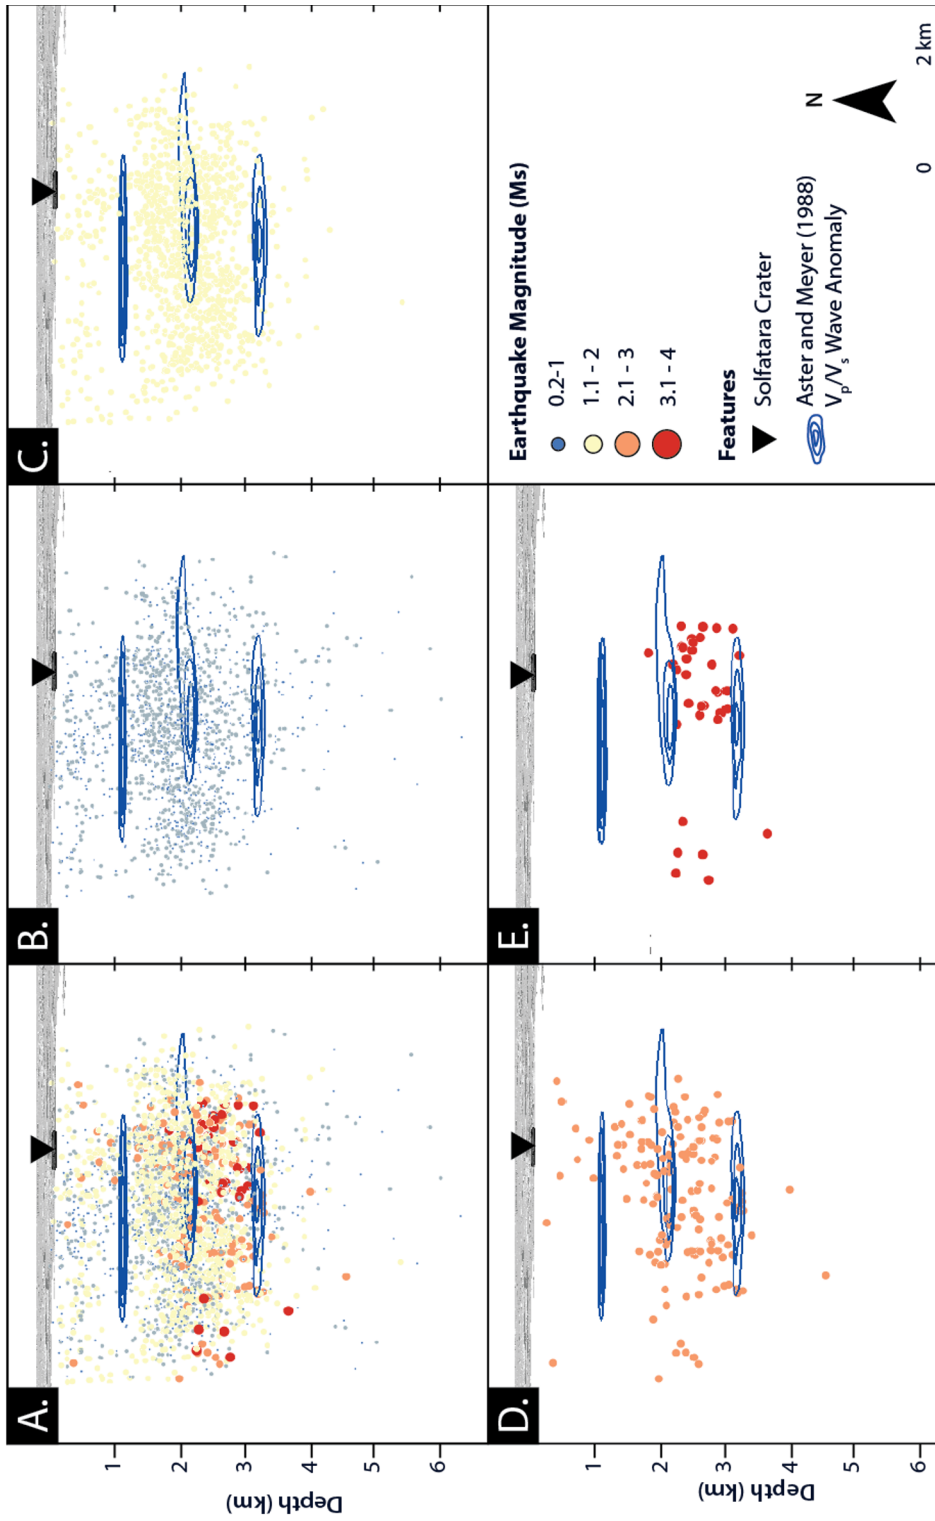 A.
B.
C.
Depth (km)
1
2
3
4
5
6
D.
E.
Depth (km)
1
2
3
4
5
6
Earthquake Magnitude (Ms)
0.2-1
1.1 - 2
2.1 - 3
3.1 - 4
Features
Solfatara Crater
Aster and Meyer (1988)
Vp/Vs Wave Anomaly
N
0 2 km